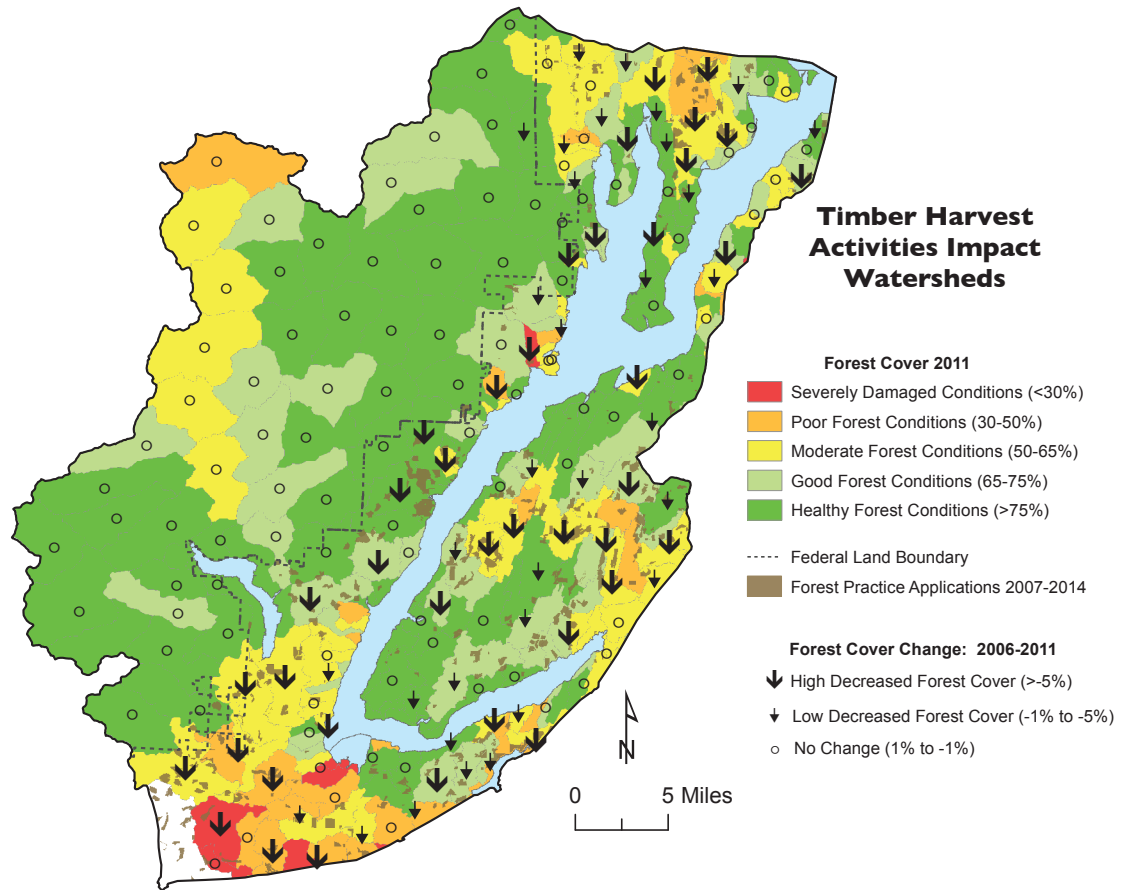 Timber Harvest
Activities Impact
Watersheds
Forest Cover 2011
Severely Damaged Conditions (<30%)
Poor Forest Conditions (30-50%)
Moderate Forest Conditions (50-65%)
Good Forest Conditions (65-75%)
Healthy Forest Conditions (>75%)
Federal Land Boundary
Forest Practice Applications 2007-2014
Forest Cover Change: 2006-2011
High Decreased Forest Cover (>-5%)
Low Decreased Forest Cover (-1% to -5%)
No Change (1% to -1%)
N
0 5 Miles